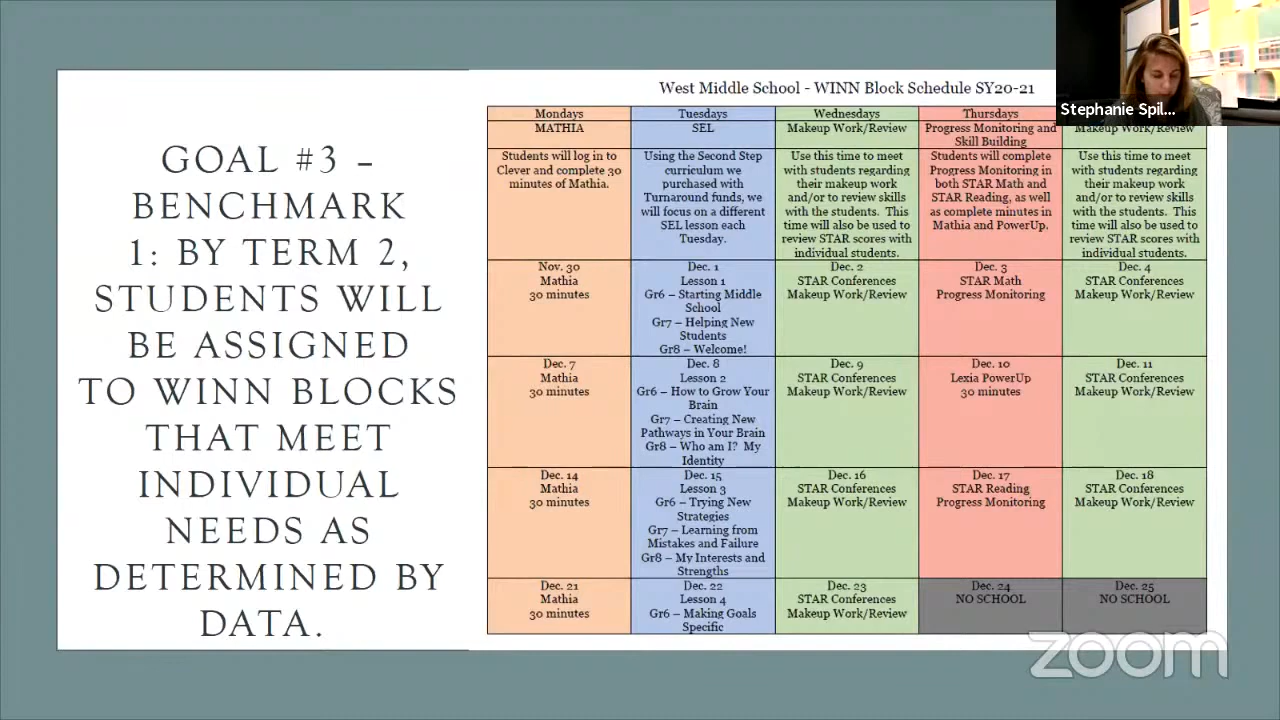 GOAL #3 –
BENCHMARK
1: BY TERM 2,
STUDENTS WILL
BE ASSIGNED
TO WINN BLOCKS
THAT MEET
INDIVIDUAL
NEEDS AS
DETERMINED BY
DATA.
West Middle School - WINN Block Schedule SY20-21
Mondays
MATHIA
Tuesdays
SEL
Wednesdays
Makeup Work/Review
Thursdays
Progress Monitoring and
Skill Building
Makeup Work/Review
Students will log in to
Clever and complete 30
minutes of Mathia.
Using the Second Step
curriculum we
purchased with
Turnaround funds, we
will focus on a different
SEL lesson each
Tuesday.
Use this time to meet
with students regarding
their makeup work
and/or to review skills
with the students. This
time will also be used to
review STAR scores with
individual students.
Students will complete
Progress Monitoring in
both STAR Math and
STAR Reading, as well
as complete minutes in
Mathia and PowerUp.
Use this time to meet
with students regarding
their makeup work
and/or to review skills
with the students. This
time will also be used to
review STAR scores with
individual students.
Nov. 30
Mathia
30 minutes
Dec. 1
Lesson 1
Gr6 – Starting Middle
School
Gr7 – Helping New
Students
Gr8 – Welcome!
Dec. 2
STAR Conferences
Makeup Work/Review
Dec. 3
STAR Math
Progress Monitoring
Dec. 4
STAR Conferences
Makeup Work/Review
Dec. 7
Mathia
30 minutes
Dec. 8
Lesson 2
Gr6 – How to Grow Your
Brain
Gr7 – Creating New
Pathways in Your Brain
Gr8 – Who am I? My
Identity
Dec. 9
STAR Conferences
Makeup Work/Review
Dec. 10
Lexia PowerUp
30 minutes
Dec. 11
STAR Conferences
Makeup Work/Review
Dec. 14
Mathia
30 minutes
Dec. 15
Lesson 3
Gr6 – Trying New
Strategies
Gr7 – Learning from
Mistakes and Failure
Gr8 – My Interests and
Strengths
Dec. 16
STAR Conferences
Makeup Work/Review
Dec. 17
STAR Reading
Progress Monitoring
Dec. 18
STAR Conferences
Makeup Work/Review
Dec. 21
Mathia
30 minutes
Dec. 22
Lesson 4
Gr6 – Making Goals
Specific
Dec. 23
STAR Conferences
Makeup Work/Review
Dec. 24
NO SCHOOL
Dec. 25
NO SCHOOL
Stephanie Spil...
zoom